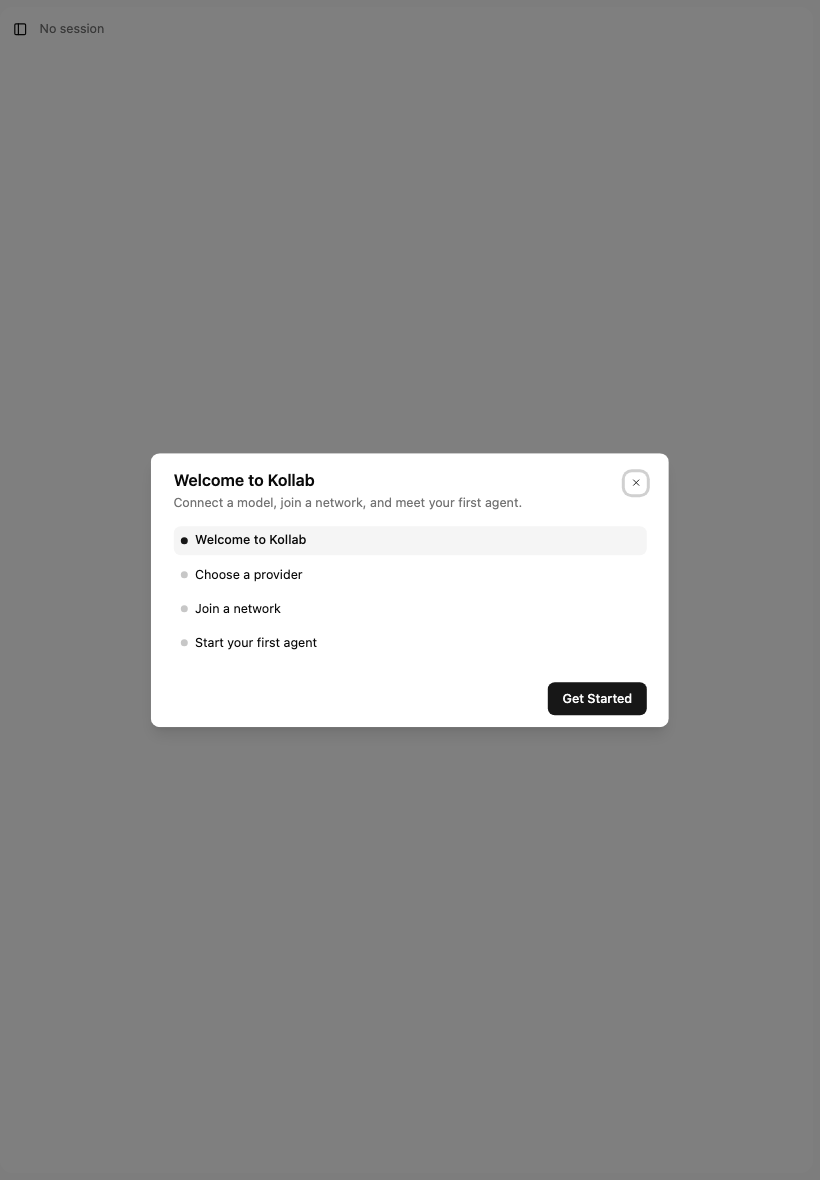 No session
Welcome to Kollab
Connect a model, join a network, and meet your first agent.
Welcome to Kollab
Choose a provider
Join a network
Start your first agent
Get Started